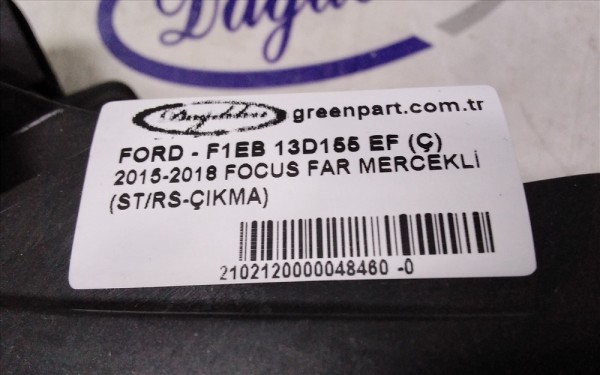 greenpart.com.tr
FORD - F1EB 13D155 EF (Ç)
2015-2018 FOCUS FAR MERCEKLİ
(ST/RS-ÇIKMA)
2102120000048460 -0